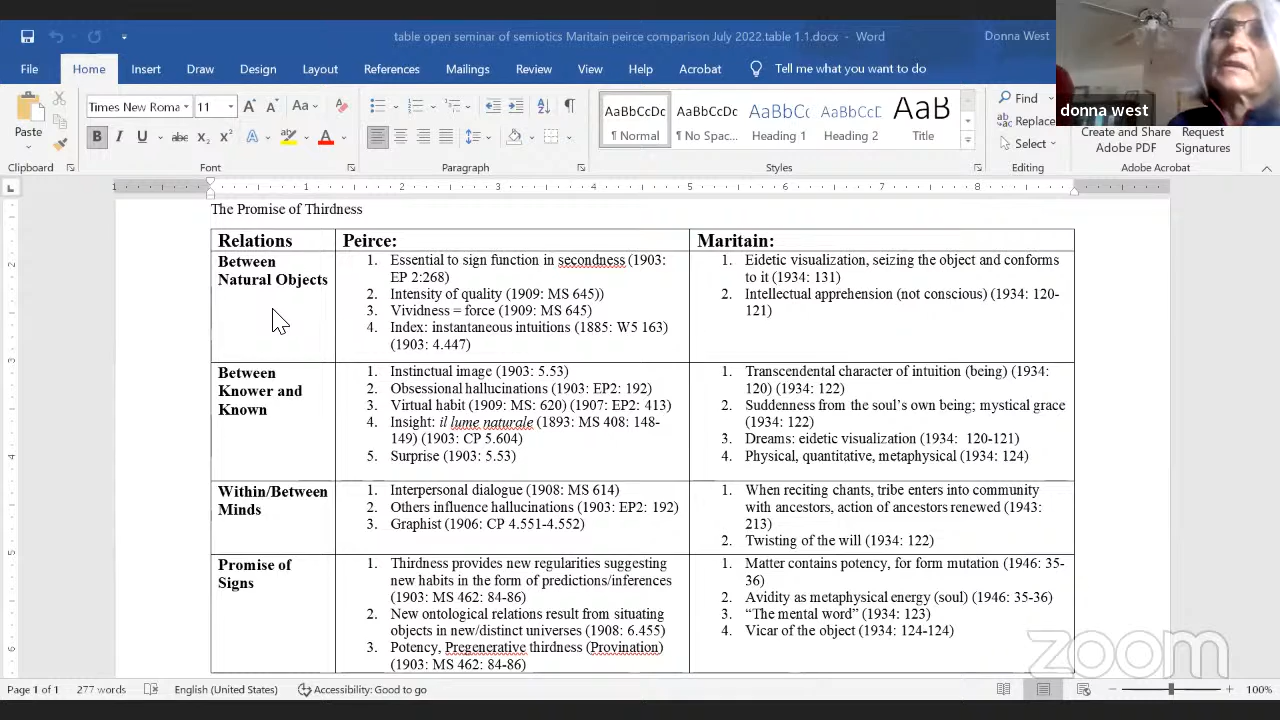 table open seminar of semiotics Maritain peirce comparison July 2022.table 1.1.docx - Word
Donna West
File Home Insert Draw Design Layout References Mailings Review View Help Acrobat Tell me what you want to do
donna west
Times New Roma 11 A A Aa
AaBbCcDc AaBbCcDc AaBbCc AaBbCcD AaB
¶ Normal ¶ No Spac... Heading 1 Heading 2 Title
Paste
B I U abc x₂ x² A A
Find
Replace
Select
Create and Share Adobe PDF
Request Signatures
Clipboard Font Paragraph Styles Editing Adobe Acrobat
1 1 2 3 4 5 6 7 8
The Promise of Thirdness
Relations Peirce: Maritain:
Between
Natural Objects
1. Essential to sign function in secondness (1903:
EP 2:268)
2. Intensity of quality (1909: MS 645))
3. Vividness = force (1909: MS 645)
4. Index: instantaneous intuitions (1885: W5 163)
(1903: 4.447)
1. Eidetic visualization, seizing the object and conforms
to it (1934: 131)
2. Intellectual apprehension (not conscious) (1934: 120-
121)
Between
Knower and
Known
1. Instinctual image (1903: 5.53)
2. Obsessional hallucinations (1903: EP2: 192)
3. Virtual habit (1909: MS: 620) (1907: EP2: 413)
4. Insight: il lume naturale (1893: MS 408: 148-
149) (1903: CP 5.604)
5. Surprise (1903: 5.53)
1. Transcendental character of intuition (being) (1934:
120) (1934: 122)
2. Suddenness from the soul's own being; mystical grace
(1934: 122)
3. Dreams: eidetic visualization (1934: 120-121)
4. Physical, quantitative, metaphysical (1934: 124)
Within/Between
Minds
1. Interpersonal dialogue (1908: MS 614)
2. Others influence hallucinations (1903: EP2: 192)
3. Graphist (1906: CP 4.551-4.552)
1. When reciting chants, tribe enters into community
with ancestors, action of ancestors renewed (1943:
213)
2. Twisting of the will (1934: 122)
Promise of
Signs
1. Thirdness provides new regularities suggesting
new habits in the form of predictions/inferences
(1903: MS 462: 84-86)
2. New ontological relations result from situating
objects in new/distinct universes (1908: 6.455)
3. Potency, Pregenerative thirdness (Provination)
(1903: MS 462: 84-86)
1. Matter contains potency, for form mutation (1946: 35-
36)
2. Avidity as metaphysical energy (soul) (1946: 35-36)
3. “The mental word” (1934: 123)
4. Vicar of the object (1934: 124-124)
zoom
Page 1 of 1 277 words English (United States) Accessibility: Good to go 100%